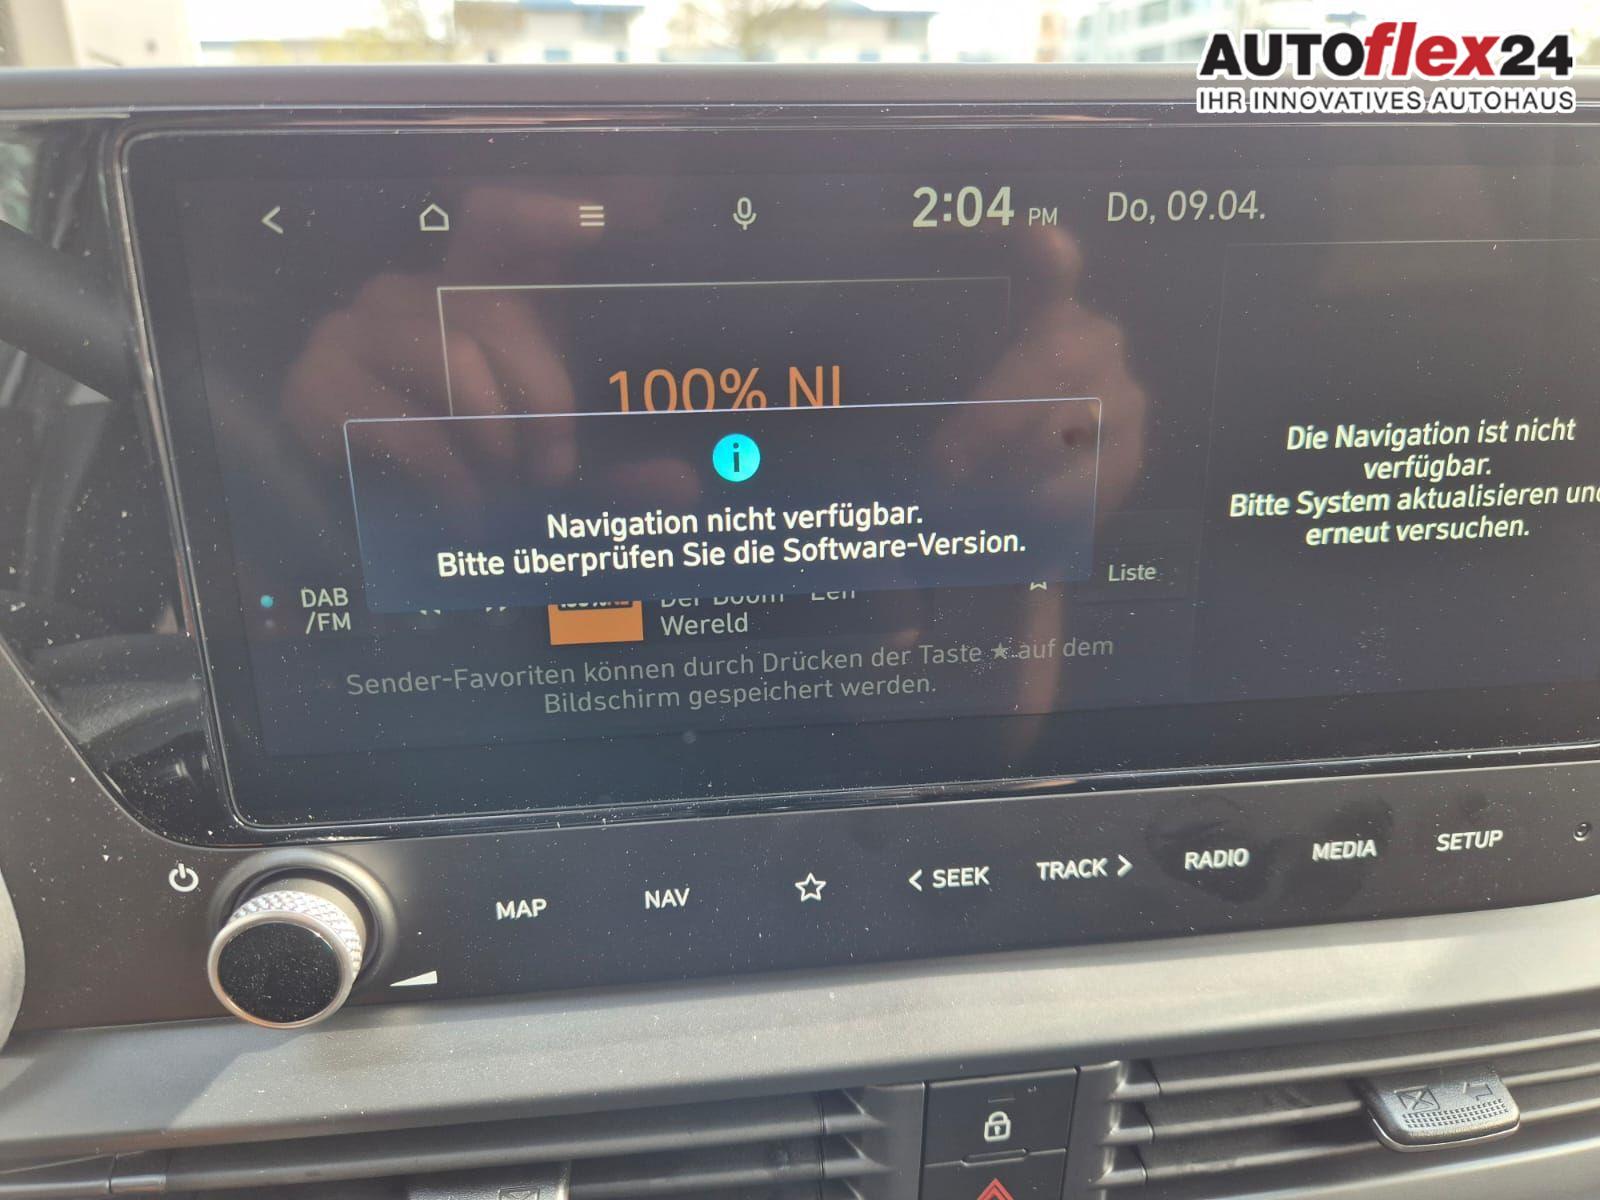 AUTOflex24
IHR INNOVATIVES AUTOHAUS
2:04 PM Do, 09.04.
100% NL
Navigation nicht verfügbar.
Bitte überprüfen Sie die Software-Version.
Die Navigation ist nicht
verfügbar.
Bitte System aktualisieren und
erneut versuchen.
DAB
/FM
Der Boom
Wereld
Liste
Sender-Favoriten können durch Drücken der Taste ★ auf dem
Bildschirm gespeichert werden.
MAP
NAV
SEEK
TRACK
RADIO
MEDIA
SETUP